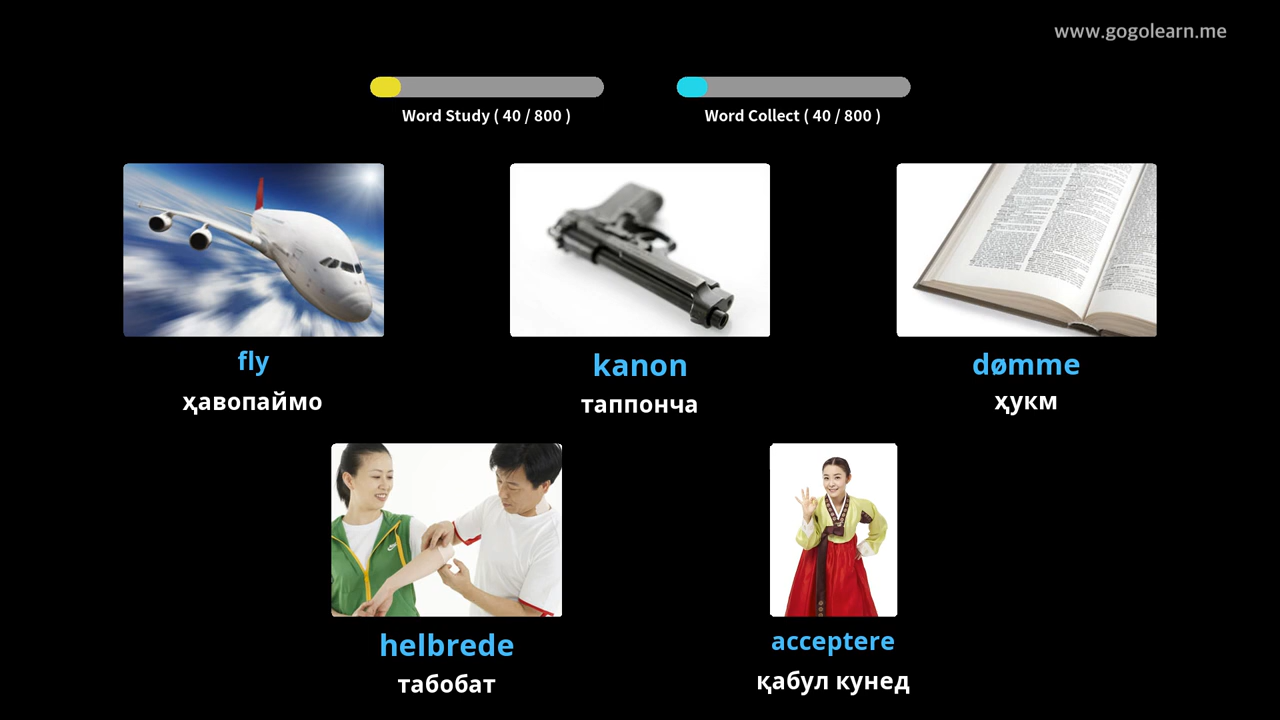 www.gogolearn.me
Word Study ( 40 / 800 )
Word Collect ( 40 / 800 )
fly
ҳавопаймо
kanon
таппонча
dømme
ҳукм
helbrede
табобат
acceptere
қабул кунед